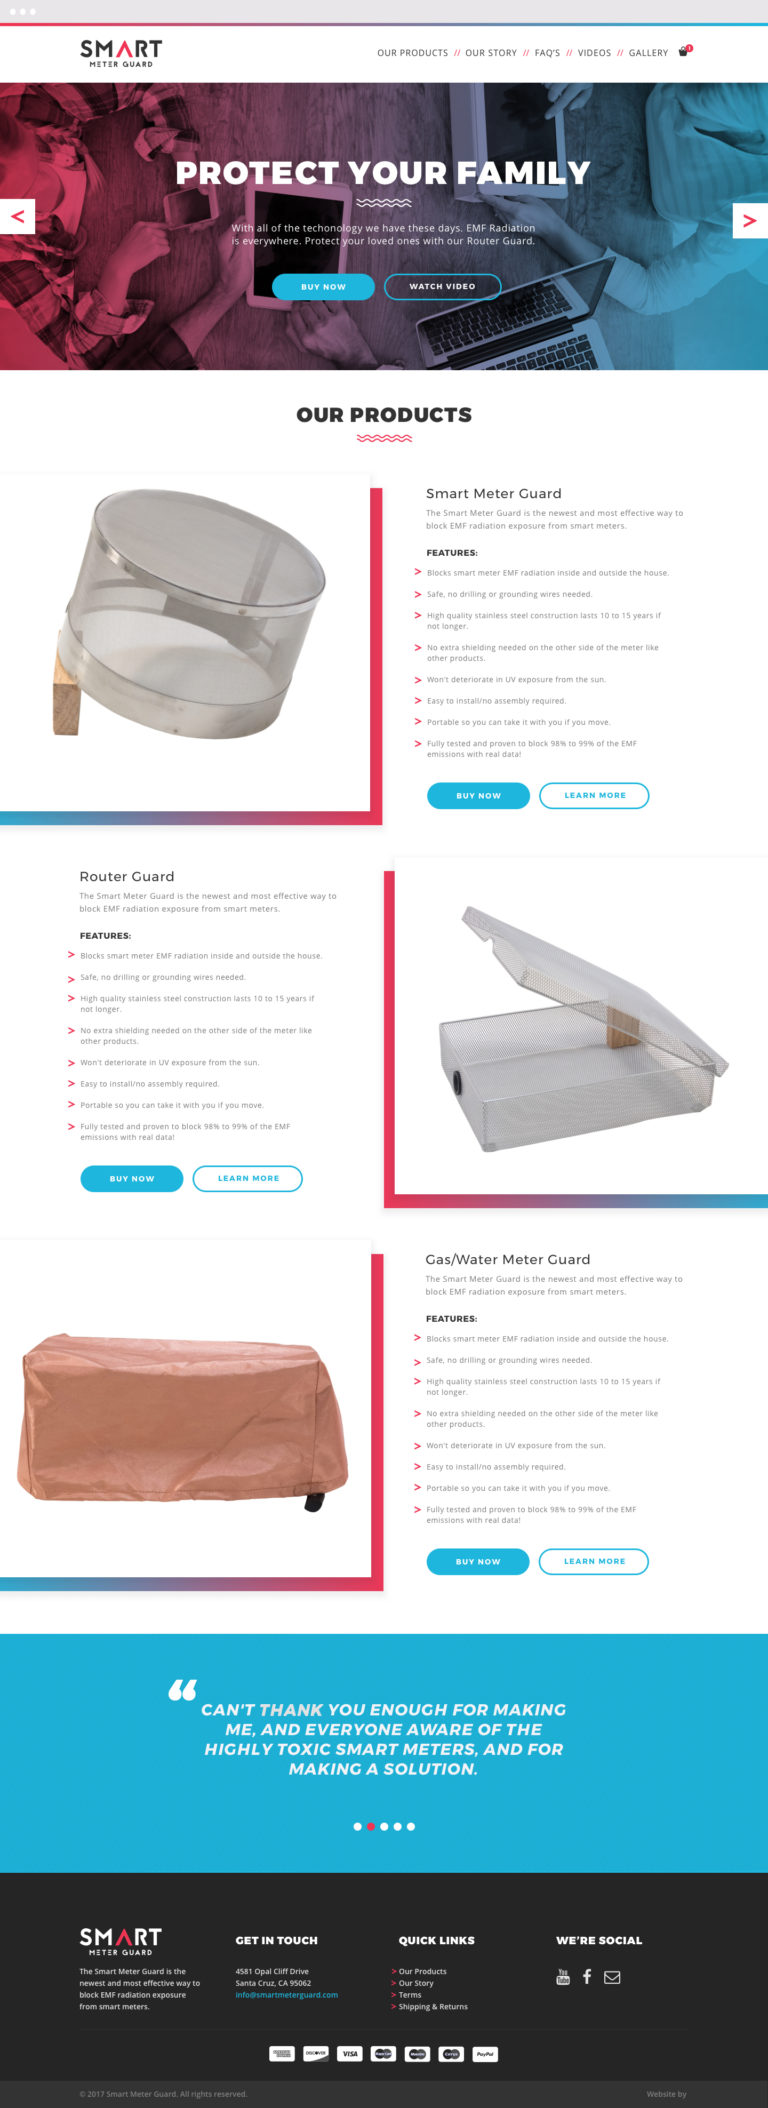 SMART
METER GUARD
OUR PRODUCTS // OUR STORY // FAQ'S // VIDEOS // GALLERY
1
PROTECT YOUR FAMILY
With all of the techonology we have these days. EMF Radiation
is everywhere. Protect your loved ones with our Router Guard.
BUY NOW
WATCH VIDEO
OUR PRODUCTS
Smart Meter Guard
The Smart Meter Guard is the newest and most effective way to
block EMF radiation exposure from smart meters.
FEATURES:
> Blocks smart meter EMF radiation inside and outside the house.
> Safe, no drilling or grounding wires needed.
> High quality stainless steel construction lasts 10 to 15 years if
not longer.
> No extra shielding needed on the other side of the meter like
other products.
> Won't deteriorate in UV exposure from the sun.
> Easy to install/no assembly required.
> Portable so you can take it with you if you move.
> Fully tested and proven to block 98% to 99% of the EMF
emissions with real data!
BUY NOW
LEARN MORE
Router Guard
The Smart Meter Guard is the newest and most effective way to
block EMF radiation exposure from smart meters.
FEATURES:
> Blocks smart meter EMF radiation inside and outside the house.
> Safe, no drilling or grounding wires needed.
> High quality stainless steel construction lasts 10 to 15 years if
not longer.
> No extra shielding needed on the other side of the meter like
other products.
> Won't deteriorate in UV exposure from the sun.
> Easy to install/no assembly required.
> Portable so you can take it with you if you move.
> Fully tested and proven to block 98% to 99% of the EMF
emissions with real data!
BUY NOW
LEARN MORE
Gas/Water Meter Guard
The Smart Meter Guard is the newest and most effective way to
block EMF radiation exposure from smart meters.
FEATURES:
> Blocks smart meter EMF radiation inside and outside the house.
> Safe, no drilling or grounding wires needed.
> High quality stainless steel construction lasts 10 to 15 years if
not longer.
> No extra shielding needed on the other side of the meter like
other products.
> Won't deteriorate in UV exposure from the sun.
> Easy to install/no assembly required.
> Portable so you can take it with you if you move.
> Fully tested and proven to block 98% to 99% of the EMF
emissions with real data!
BUY NOW
LEARN MORE
“ CAN'T THANK YOU ENOUGH FOR MAKING
ME, AND EVERYONE AWARE OF THE
HIGHLY TOXIC SMART METERS, AND FOR
MAKING A SOLUTION.
SMART
METER GUARD
The Smart Meter Guard is the
newest and most effective way to
block EMF radiation exposure
from smart meters.
GET IN TOUCH
4581 Opal Cliff Drive
Santa Cruz, CA 95062
info@smartmeterguard.com
QUICK LINKS
> Our Products
> Our Story
> Terms
> Shipping & Returns
WE'RE SOCIAL
You Tube
AMERICAN EXPRESS
DISCOVER
VISA
MasterCard
Maestro
Cirrus
PayPal
© 2017 Smart Meter Guard. All rights reserved.
Website by